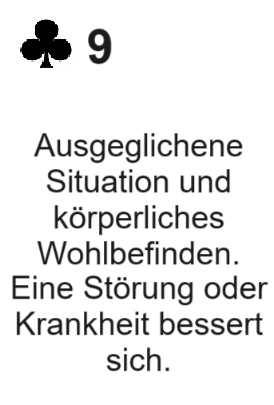 ♣ 9
Ausgeglichene
Situation und
körperliches
Wohlbefinden.
Eine Störung oder
Krankheit bessert
sich.